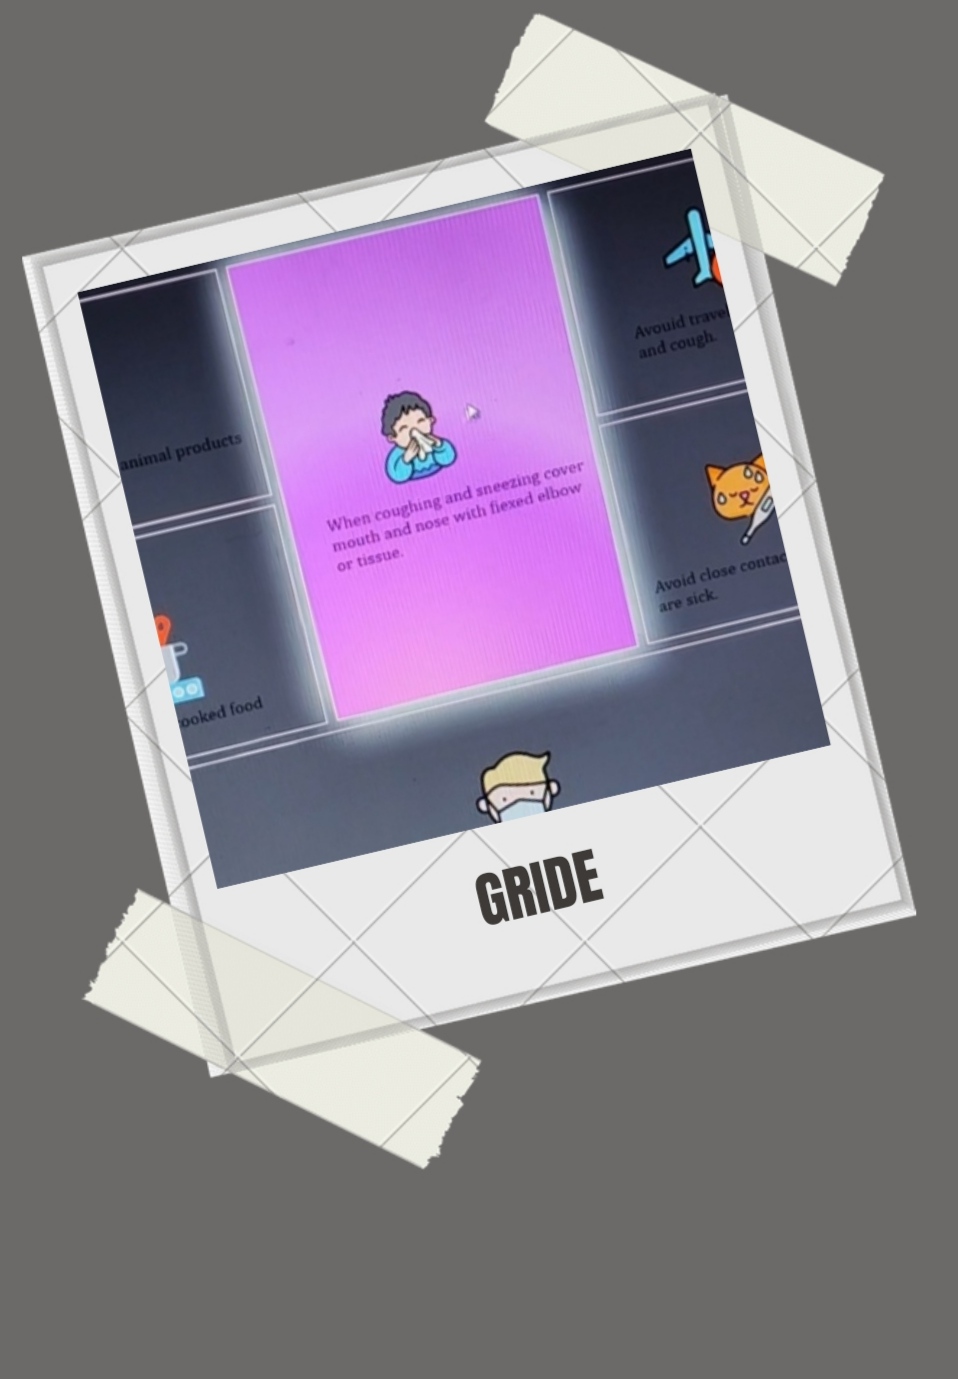 animal products
When coughing and sneezing cover
mouth and nose with fiexed elbow
or tissue.
Avouid trave
and cough.
Avoid close contac
are sick.
ooked food
GRIDE